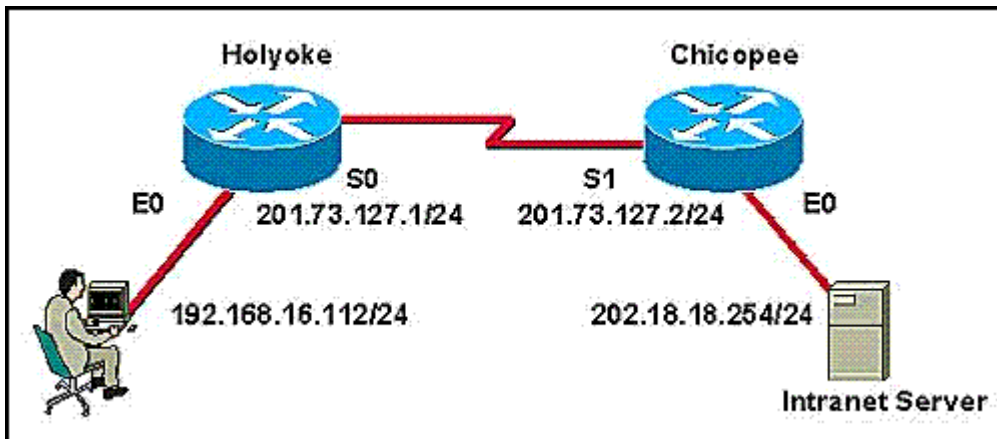 Holyoke
Chicopee
E0
S0
S1
E0
201.73.127.1/24
201.73.127.2/24
192.168.16.112/24
202.18.18.254/24
Intranet Server